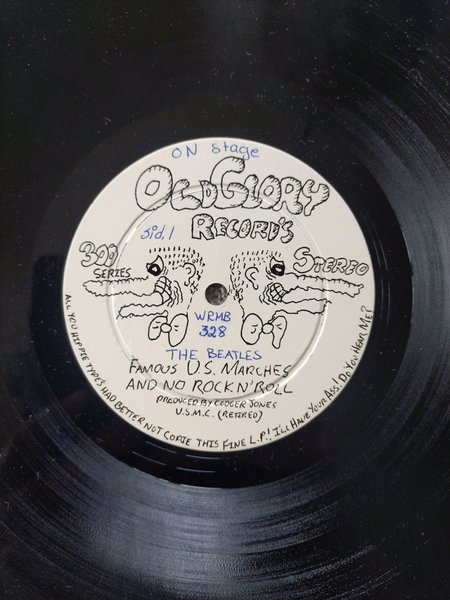 ON Stage
OLD GLORY
RECORD'S
Sid. 1
300
SERIES
STEREO
WRMB
328
THE BEATLES
FAMOUS U.S. MARCHES
AND NO ROCK N' ROLL
PRODUCED BY COOGER JONES
U.S.M.C. (RETIRED)
ALL YOU HIPPIE TYPES HAD BETTER NOT COPIE THIS FINE L.P.! I'LL HAVE YOUR ASS! DO YOU HEAR ME?